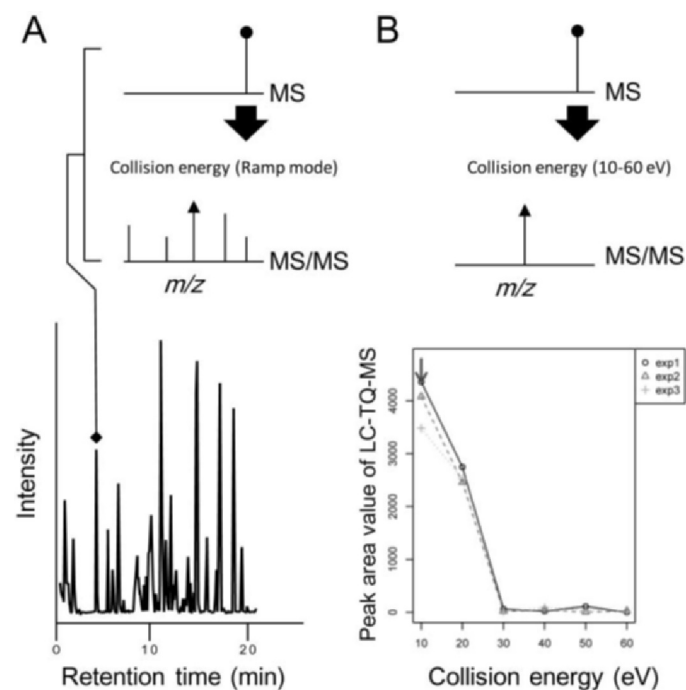 A
MS
Collision energy (Ramp mode)
MS/MS
m/z
Intensity
0 10 20
Retention time (min)
B
MS
Collision energy (10-60 eV)
MS/MS
m/z
exp1
exp2
exp3
Peak area value of LC-TQ-MS
4000
3000
2000
1000
0
10 20 30 40 50 60
Collision energy (eV)